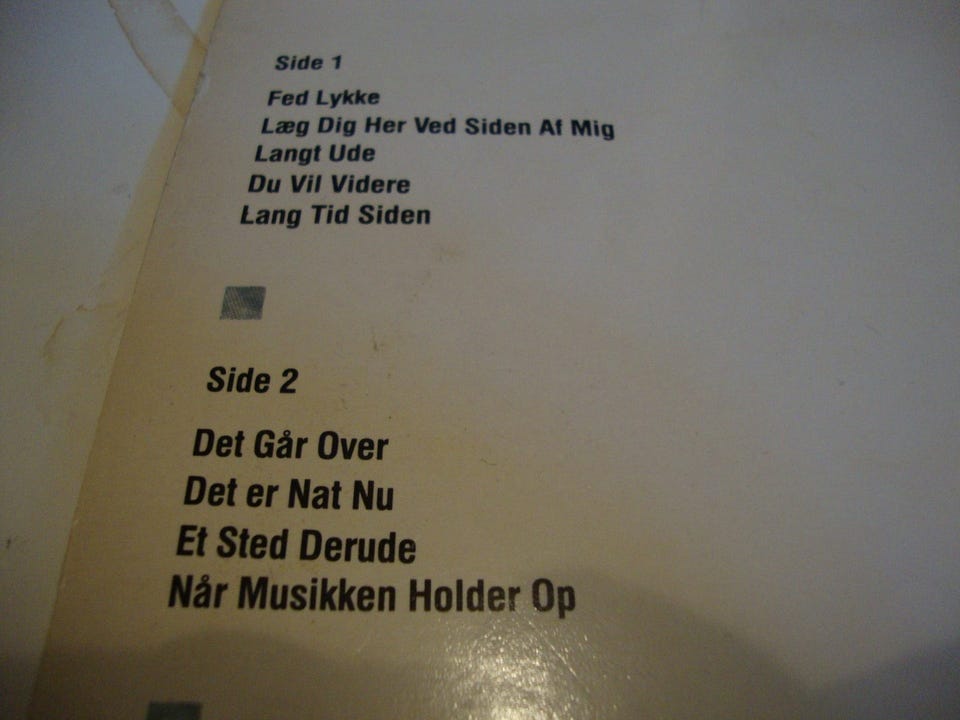 Side 1
Fed Lykke
Læg Dig Her Ved Siden Af Mig
Langt Ude
Du Vil Videre
Lang Tid Siden
Side 2
Det Går Over
Det er Nat Nu
Et Sted Derude
Når Musikken Holder Op